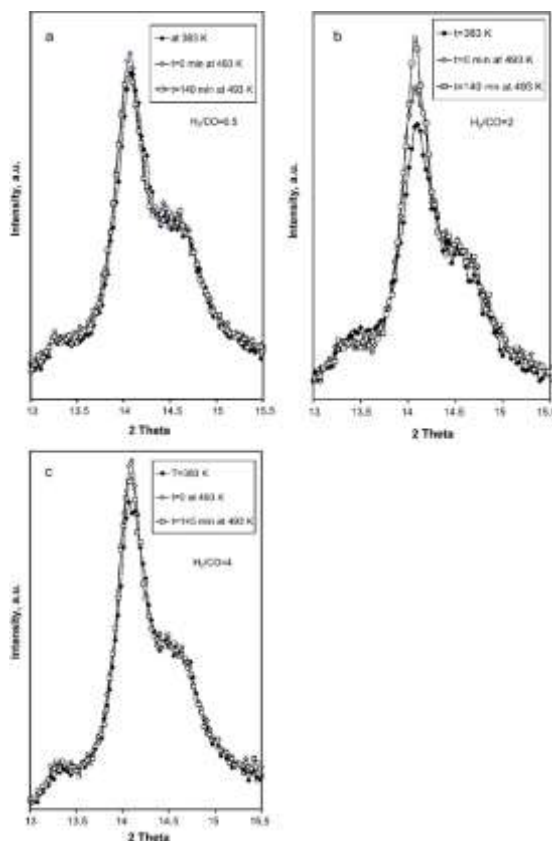 a
at 383 K
t=0 min at 493 K
t=140 min at 493 K
H₂/CO=0.5
Intensity, a.u.
13 13.5 14 14.5 15 15.5
2 Theta
b
t=383 K
t=0 min at 493 K
t=140 min at 493 K
H₂/CO=2
Intensity, a.u.
13 13.5 14 14.5 15 15.5
2 Theta
c
T=383 K
t=0 at 493 K
min at 493 K
H₂/CO=4
Intensity, a.u.
13 13.5 14 14.5 15 15.5
2 Theta